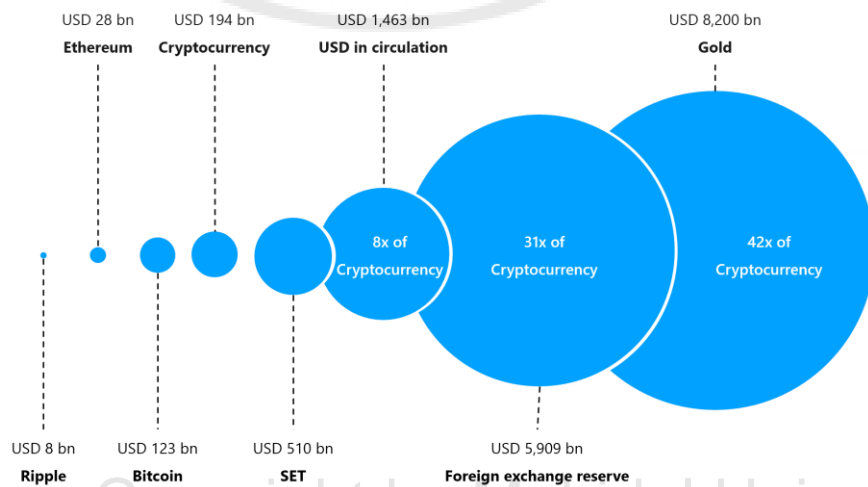 USD 28 bn
Ethereum
USD 194 bn
Cryptocurrency
USD 1,463 bn
USD in circulation
USD 8,200 bn
Gold
8x of
Cryptocurrency
31x of
Cryptocurrency
42x of
Cryptocurrency
USD 8 bn
Ripple
USD 123 bn
Bitcoin
USD 510 bn
SET
USD 5,909 bn
Foreign exchange reserve